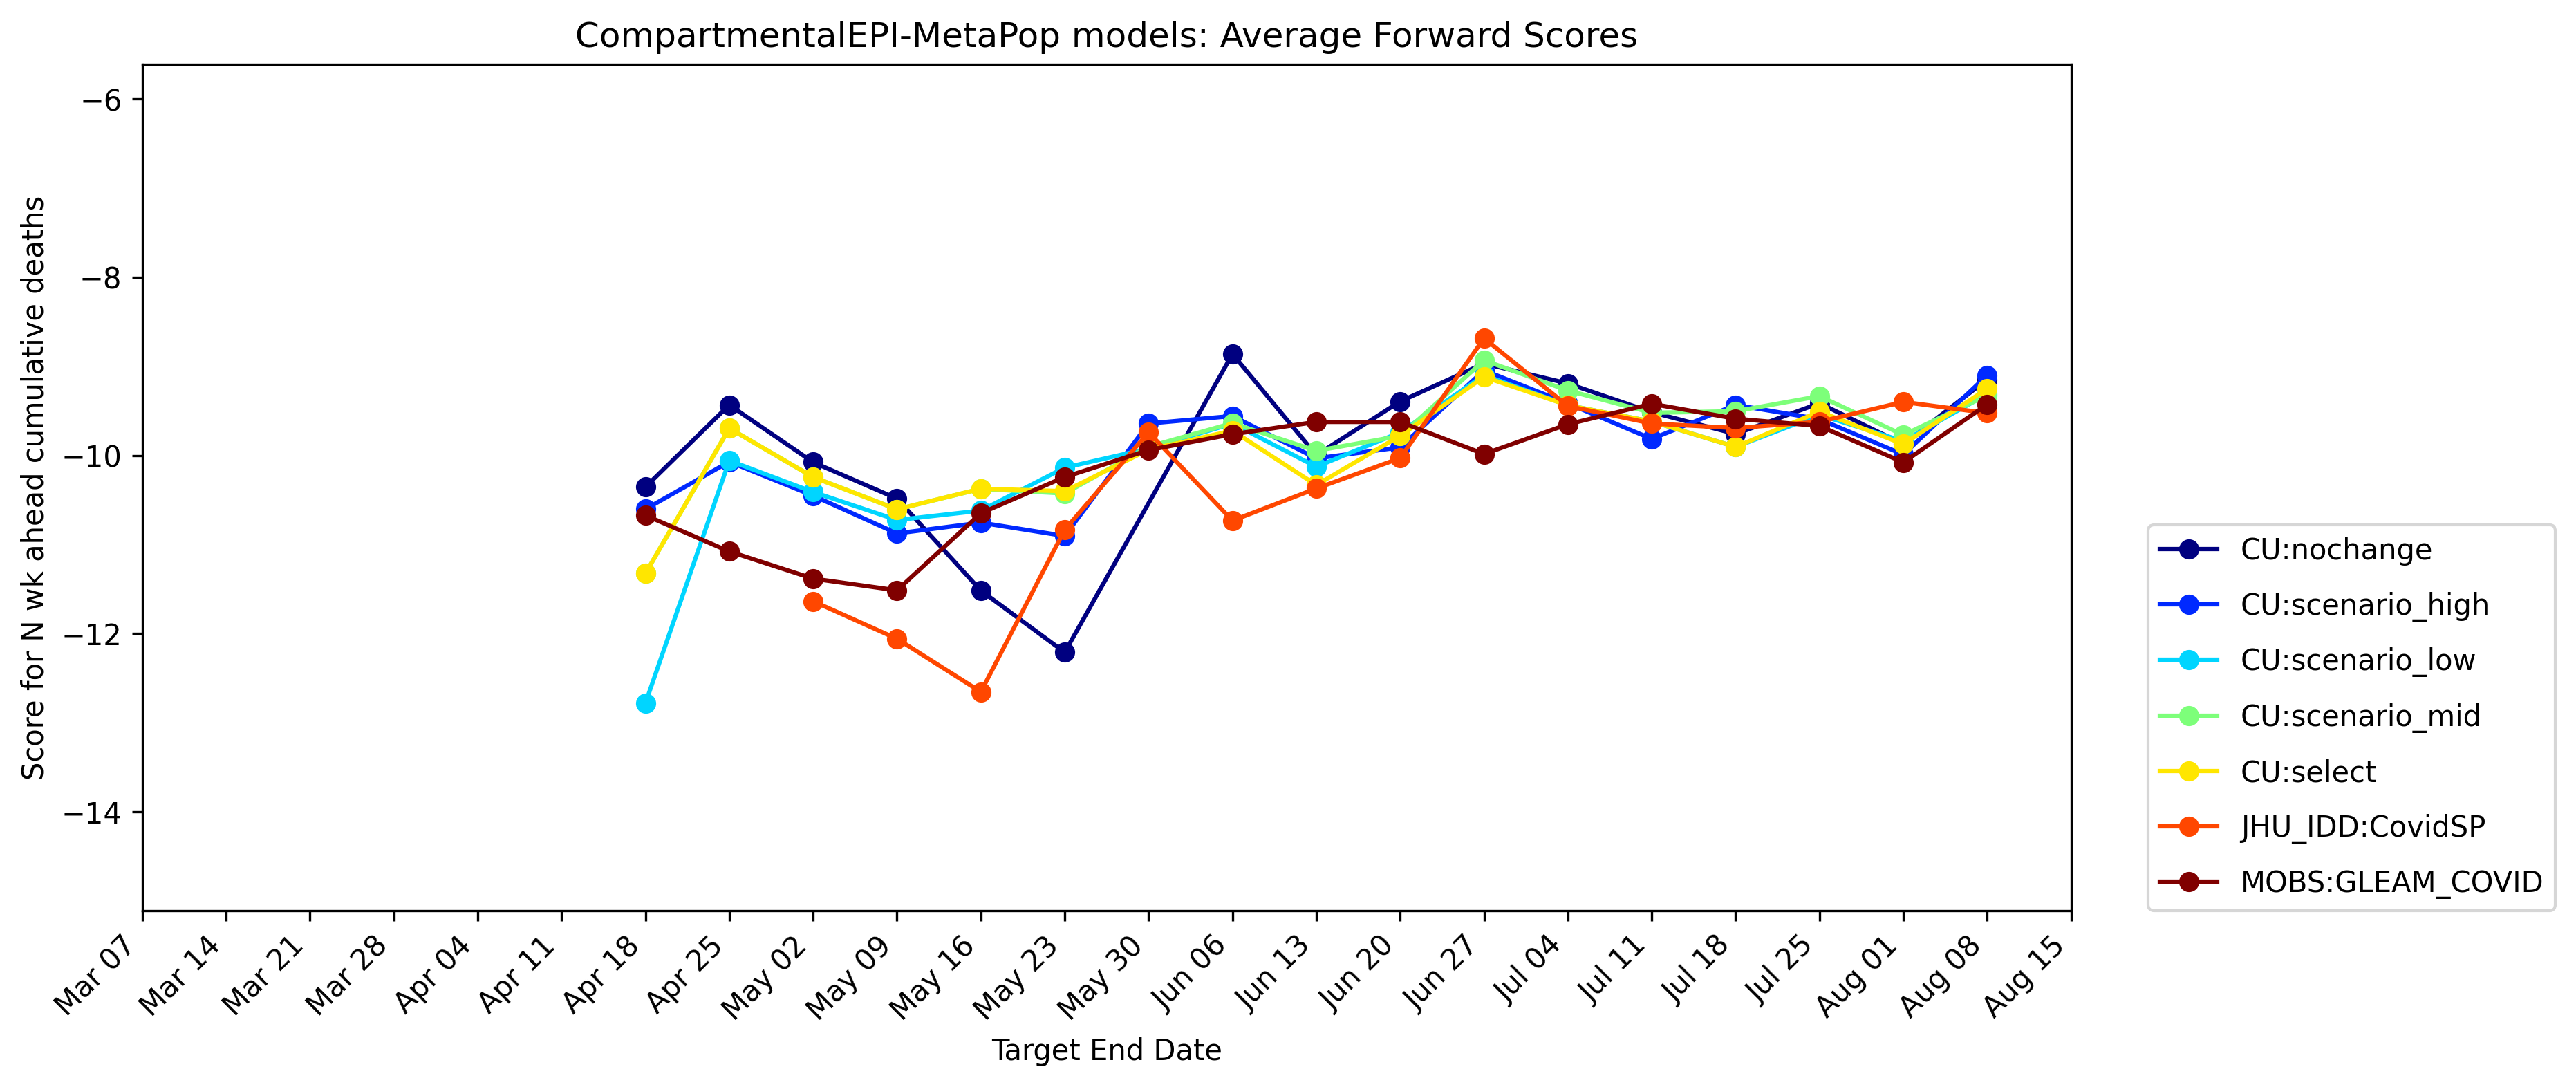 CompartmentalEPI-MetaPop models: Average Forward Scores
Score for N wk ahead cumulative deaths
−6
−8
−10
−12
−14
Mar 07
Mar 14
Mar 21
Mar 28
Apr 04
Apr 11
Apr 18
Apr 25
May 02
May 09
May 16
May 23
May 30
Jun 06
Jun 13
Jun 20
Jun 27
Jul 04
Jul 11
Jul 18
Jul 25
Aug 01
Aug 08
Aug 15
Target End Date
CU:nochange
CU:scenario_high
CU:scenario_low
CU:scenario_mid
CU:select
JHU_IDD:CovidSP
MOBS:GLEAM_COVID